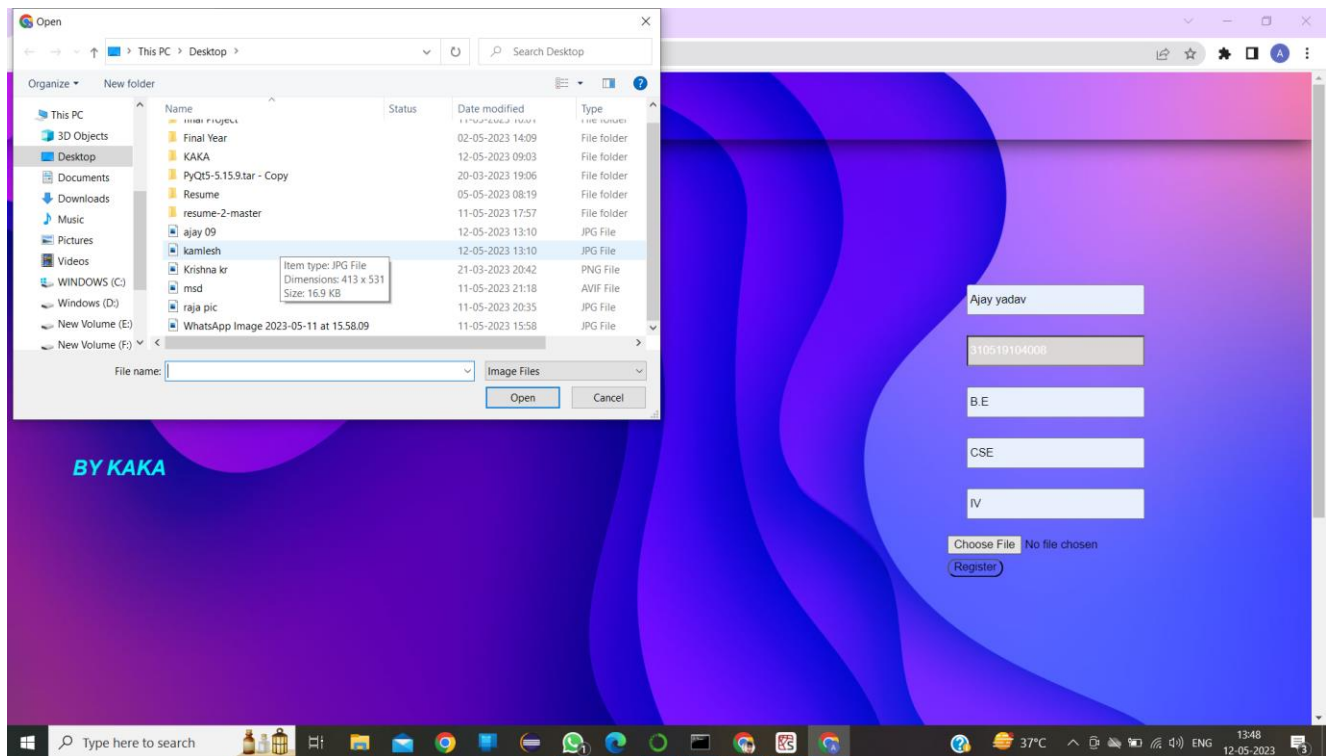 Open
This PC > Desktop >
Search Desktop
Organize
New folder
Name Status Date modified Type
final Project 11-05-2023 10:01 File folder
Final Year 02-05-2023 14:09 File folder
KAKA 12-05-2023 09:03 File folder
PyQt5-5.15.9.tar - Copy 20-03-2023 19:06 File folder
Resume 05-05-2023 08:19 File folder
resume-2-master 11-05-2023 17:57 File folder
ajay 09 12-05-2023 13:10 JPG File
kamlesh 12-05-2023 13:10 JPG File
Krishna kr 21-03-2023 20:42 PNG File
msd 11-05-2023 21:18 AVIF File
raja pic 11-05-2023 20:35 JPG File
WhatsApp Image 2023-05-11 at 15.58.09 11-05-2023 15:58 JPG File
Item type: JPG File
Dimensions: 413 x 531
Size: 16.9 KB
This PC
3D Objects
Desktop
Documents
Downloads
Music
Pictures
Videos
WINDOWS (C:)
Windows (D:)
New Volume (E:)
New Volume (F:)
File name:
Image Files
Open
Cancel
A
BY KAKA
Ajay yadav
310519104008
B.E
CSE
IV
Choose File No file chosen
Register
Type here to search
37°C
ENG
13:48
12-05-2023